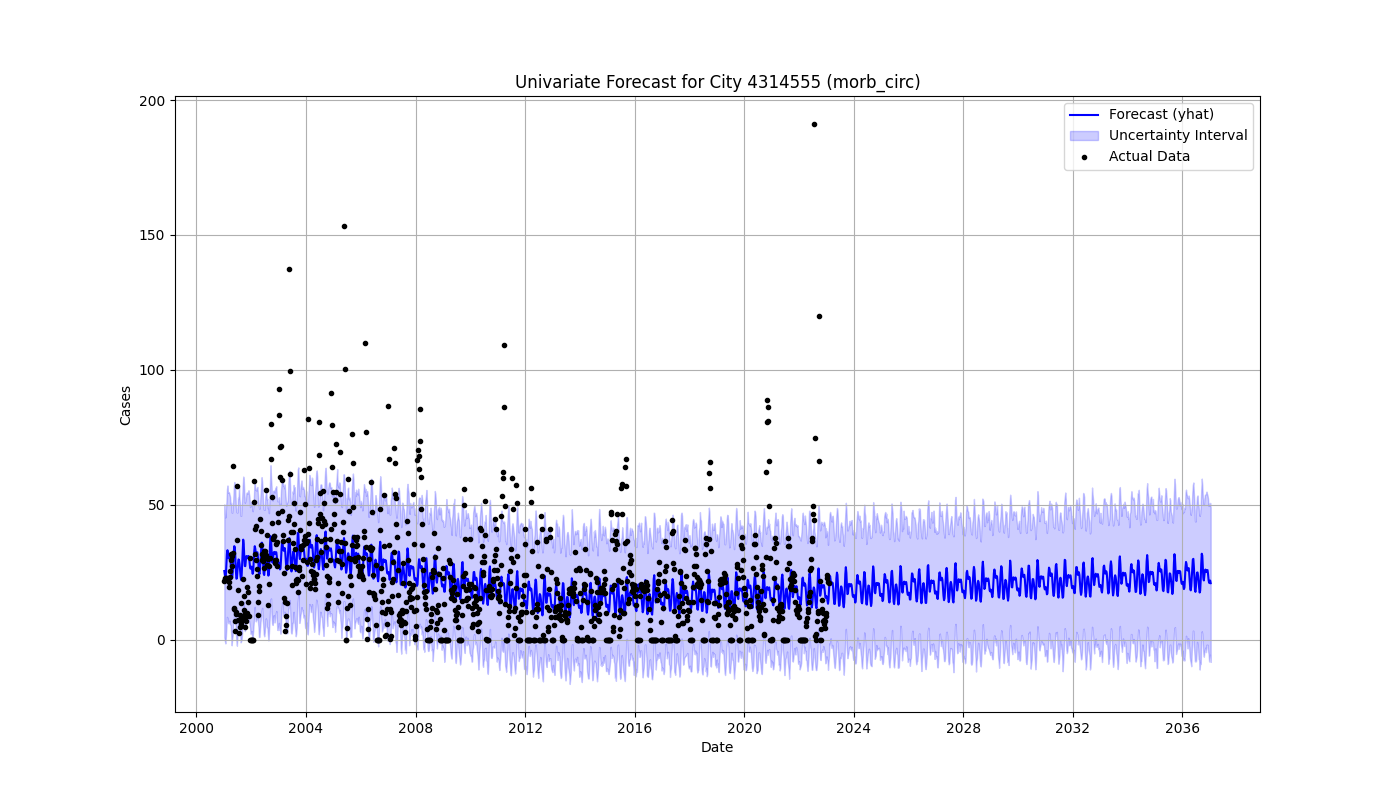 Univariate Forecast for City 4314555 (morb_circ)
Forecast (yhat)
Uncertainty Interval
Actual Data
200
150
100
50
0
Cases
2000 2004 2008 2012 2016 2020 2024 2028 2032 2036
Date